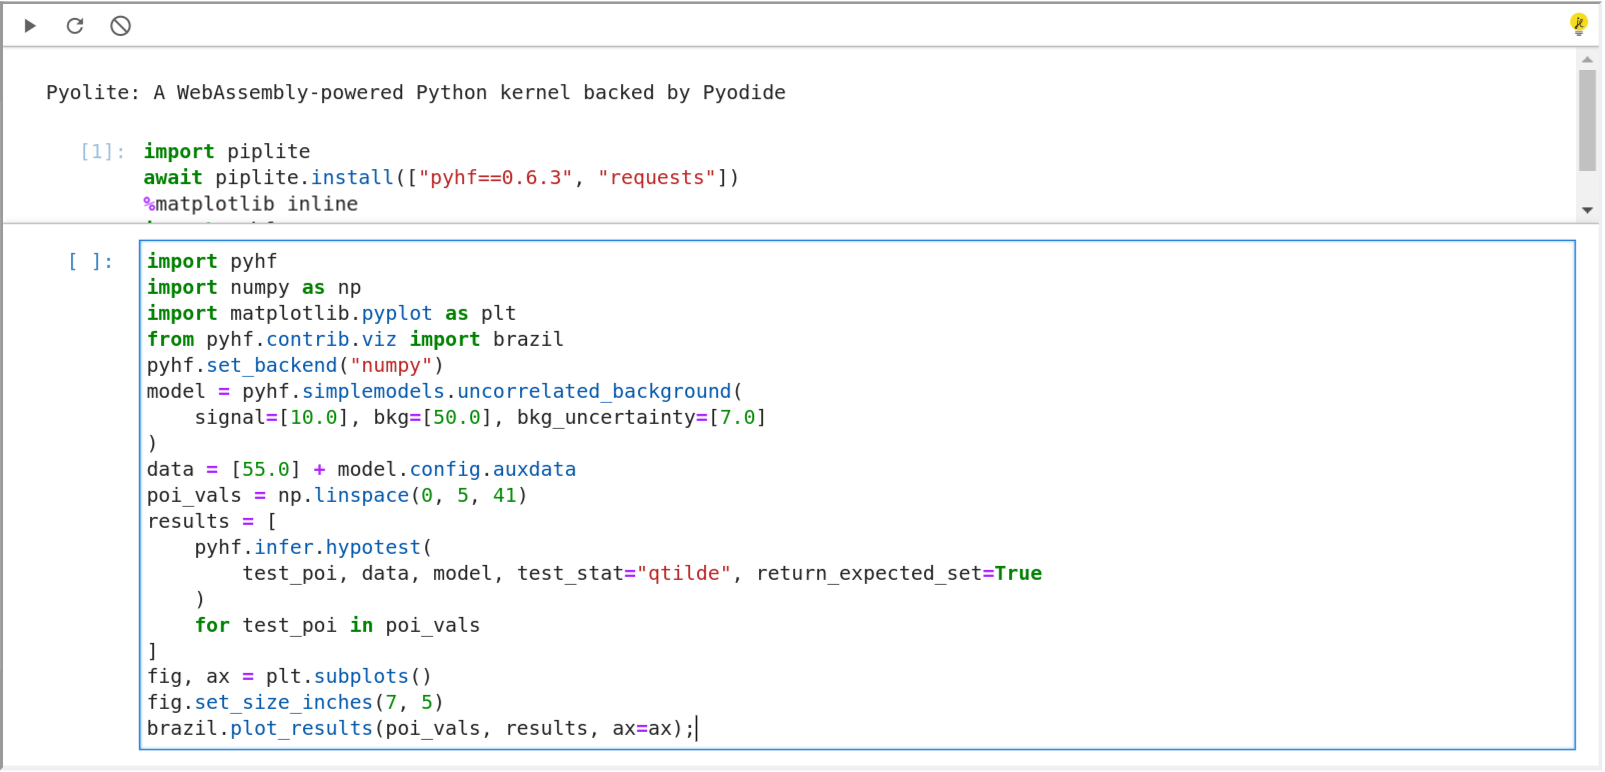 Pyolite: A WebAssembly-powered Python kernel backed by Pyodide
[1]: import piplite
await piplite.install(["pyhf==0.6.3", "requests"])
%matplotlib inline
[ ]: import pyhf
import numpy as np
import matplotlib.pyplot as plt
from pyhf.contrib.viz import brazil
pyhf.set_backend("numpy")
model = pyhf.simplemodels.uncorrelated_background(
    signal=[10.0], bkg=[50.0], bkg_uncertainty=[7.0]
)
data = [55.0] + model.config.auxdata
poi_vals = np.linspace(0, 5, 41)
results = [
    pyhf.infer.hypotest(
        test_poi, data, model, test_stat="qtilde", return_expected_set=True
    )
    for test_poi in poi_vals
]
fig, ax = plt.subplots()
fig.set_size_inches(7, 5)
brazil.plot_results(poi_vals, results, ax=ax);